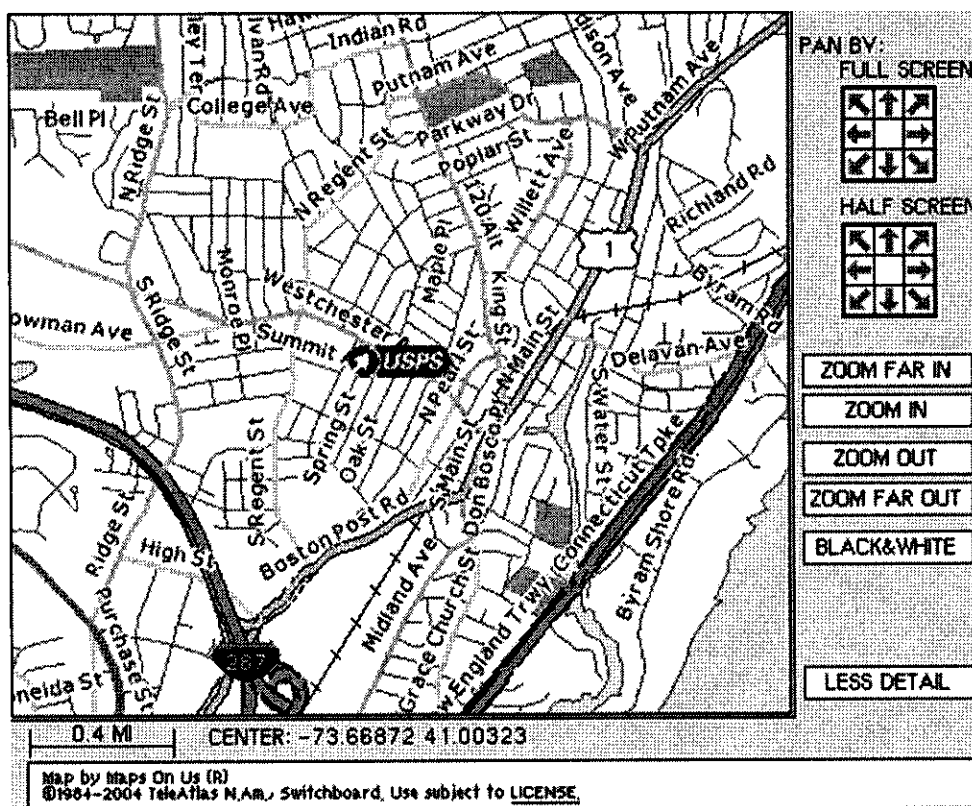 Indian Rd
Putnam Ave
College Ave
Bell Pl
N Ridge St
Parkway Dr
Poplar St
N Regent St
Willett Ave
W Putnam Ave
Richland Rd
120 Alt
King St
Maple Pl
1
Byram Rd
S Ridge St
Monroe Pl
Westchester
Summit
USPS
N Pearl St
N Main St
Delavan Ave
S Water St
Spring St
Oak St
S Regent St
S Main St
Don Bosco Pl
Boston Post Rd
High St
Ridge St
Purchase St
Midland Ave
Grace Church St
w England Trwy, Connecticut Tpke
Byram Shore Rd
287
neida St
PAN BY:
FULL SCREEN
HALF SCREEN
ZOOM FAR IN
ZOOM IN
ZOOM OUT
ZOOM FAR OUT
BLACK&WHITE
LESS DETAIL
0.4 MI
CENTER: -73.66872 41.00323
Map by Maps On Us (R)
©1984-2004 TeleAtlas N.Am., Switchboard. Use subject to LICENSE.